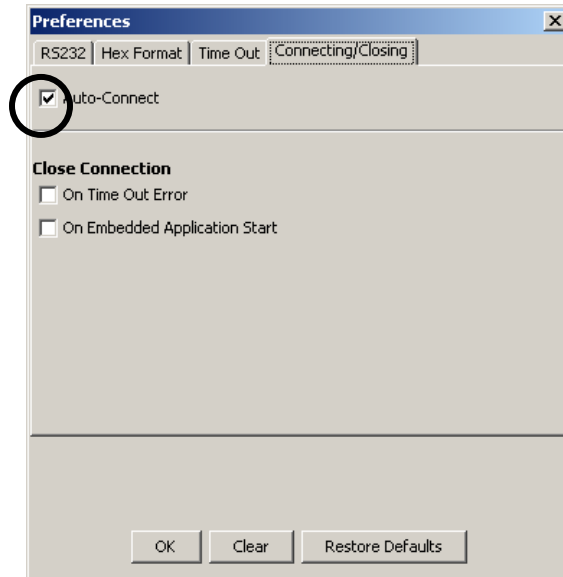 Preferences
RS232 Hex Format Time Out Connecting/Closing
Auto-Connect
Close Connection
On Time Out Error
On Embedded Application Start
OK Clear Restore Defaults